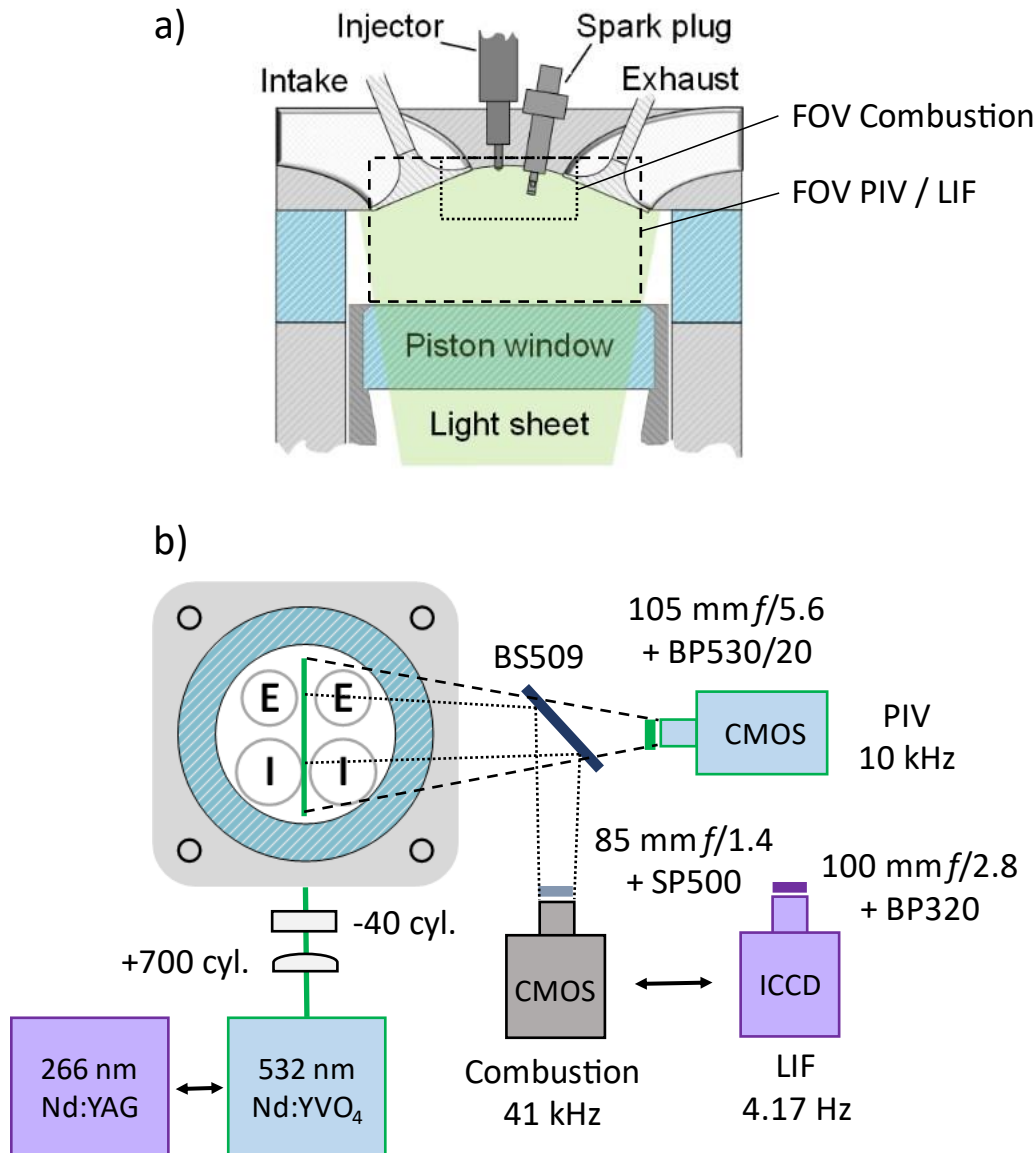 a)
Injector
Spark plug
Intake
Exhaust
FOV Combustion
FOV PIV / LIF
Piston window
Light sheet
b)
105 mm f/5.6
+ BP530/20
BS509
E
E
I
I
CMOS
PIV
10 kHz
85 mm f/1.4
+ SP500
100 mm f/2.8
+ BP320
-40 cyl.
+700 cyl.
CMOS
ICCD
266 nm
Nd:YAG
532 nm
Nd:YVO₄
Combustion
41 kHz
LIF
4.17 Hz